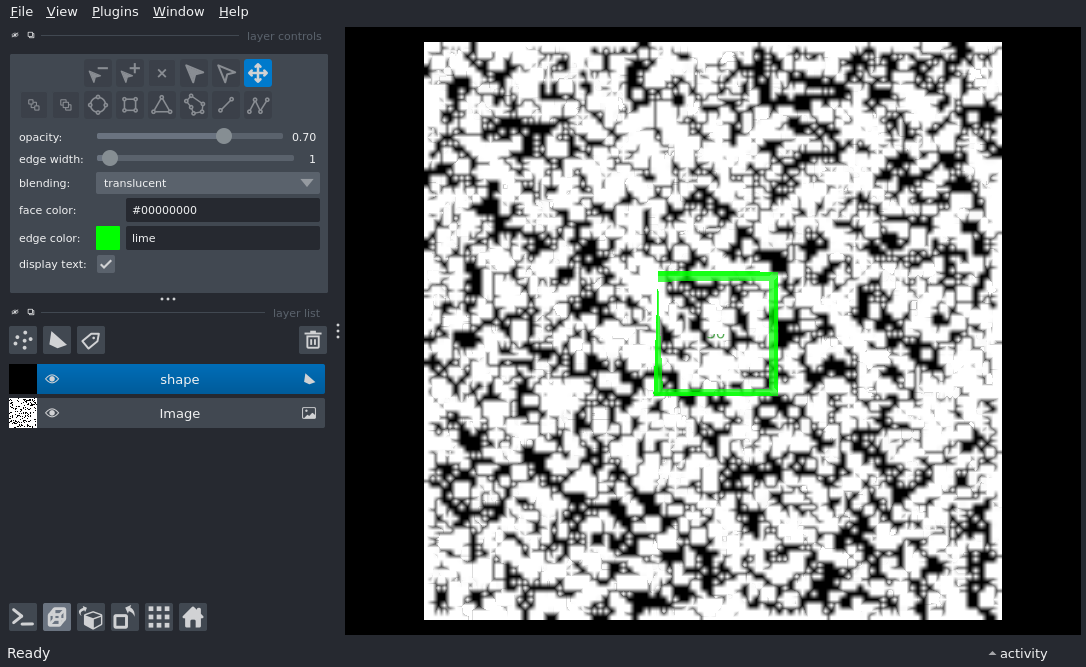 File View Plugins Window Help
layer controls
opacity: 0.70
edge width: 1
blending: translucent
face color: #00000000
edge color: lime
display text:
layer list
shape
Image
Ready
activity